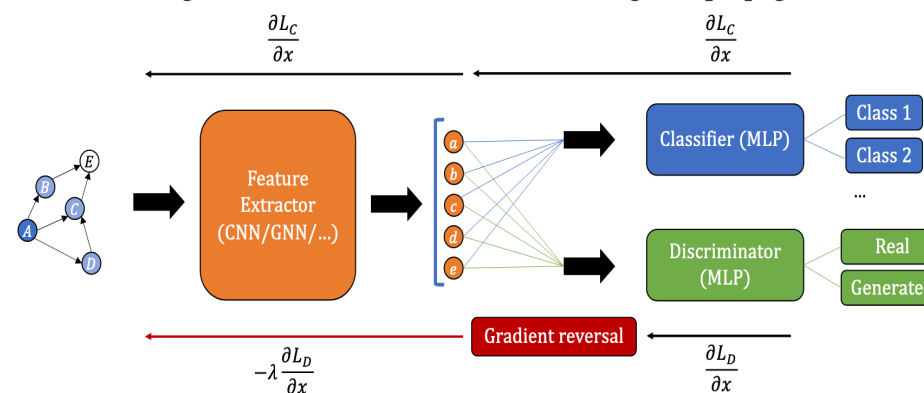 ∂L_C/∂x
∂L_C/∂x
Feature
Extractor
(CNN/GNN/...)
A
B
C
D
E
a
b
c
d
e
Classifier (MLP)
Class 1
Class 2
...
Discriminator
(MLP)
Real
Generate
Gradient reversal
−λ ∂L_D/∂x
∂L_D/∂x